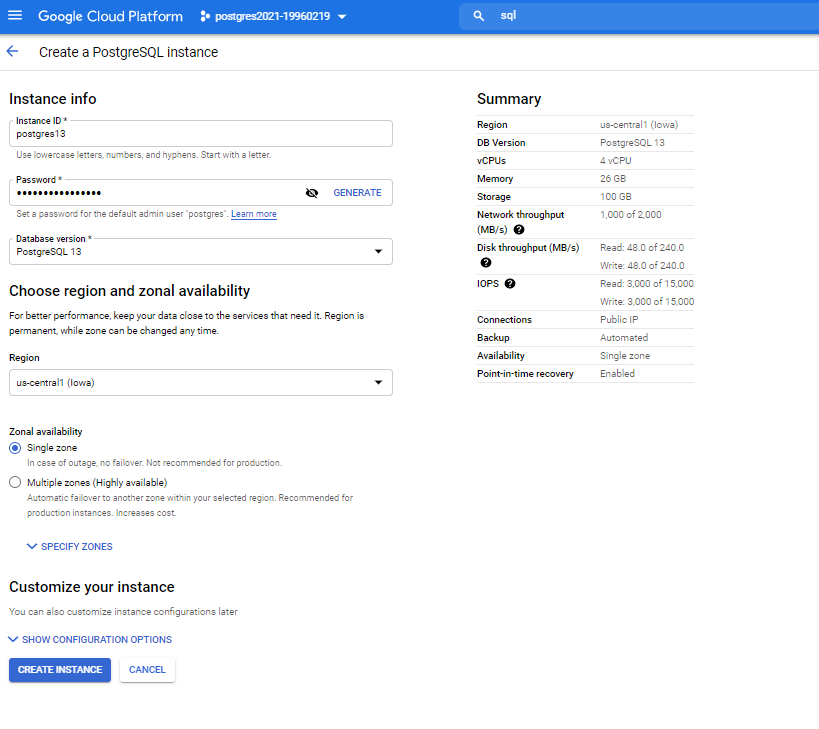 Google Cloud Platform
postgres2021-19960219
sql
Create a PostgreSQL instance
Instance info
Instance ID *
postgres13
Use lowercase letters, numbers, and hyphens. Start with a letter.
Password *
••••••••••••••••
GENERATE
Set a password for the default admin user "postgres". Learn more
Database version *
PostgreSQL 13
Choose region and zonal availability
For better performance, keep your data close to the services that need it. Region is
permanent, while zone can be changed any time.
Region
us-central1 (Iowa)
Zonal availability
Single zone
In case of outage, no failover. Not recommended for production.
Multiple zones (Highly available)
Automatic failover to another zone within your selected region. Recommended for
production instances. Increases cost.
SPECIFY ZONES
Customize your instance
You can also customize instance configurations later
SHOW CONFIGURATION OPTIONS
CREATE INSTANCE
CANCEL
Summary
Region us-central1 (Iowa)
DB Version PostgreSQL 13
vCPUs 4 vCPU
Memory 26 GB
Storage 100 GB
Network throughput 1,000 of 2,000
(MB/s) ?
Disk throughput (MB/s) Read: 48.0 of 240.0
? Write: 48.0 of 240.0
IOPS ? Read: 3,000 of 15,000
Write: 3,000 of 15,000
Connections Public IP
Backup Automated
Availability Single zone
Point-in-time recovery Enabled